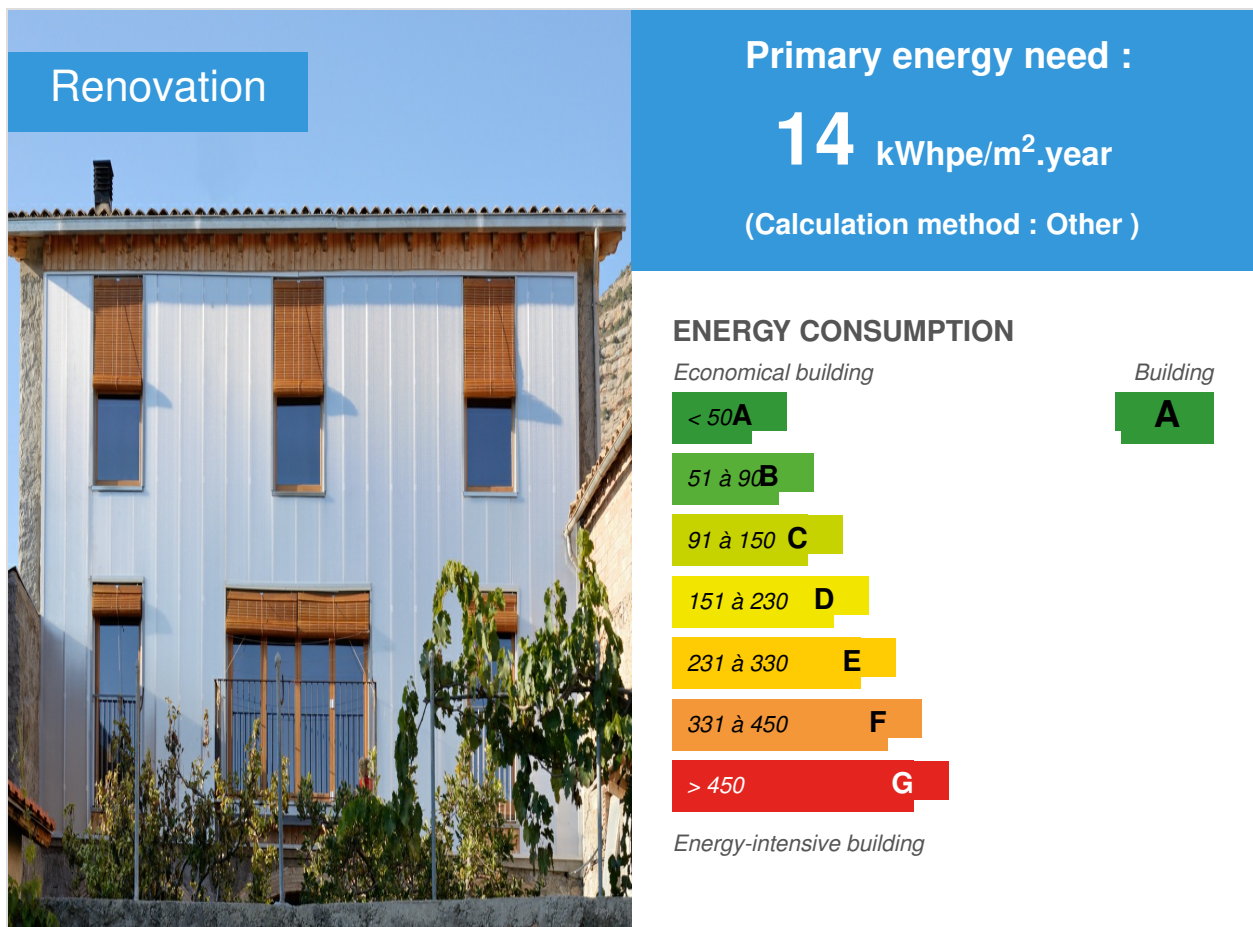 Renovation
Primary energy need :
14 kWhpe/m².year
(Calculation method : Other )
ENERGY CONSUMPTION
Economical building
Building
< 50 A
A
51 à 90 B
91 à 150 C
151 à 230 D
231 à 330 E
331 à 450 F
> 450 G
Energy-intensive building